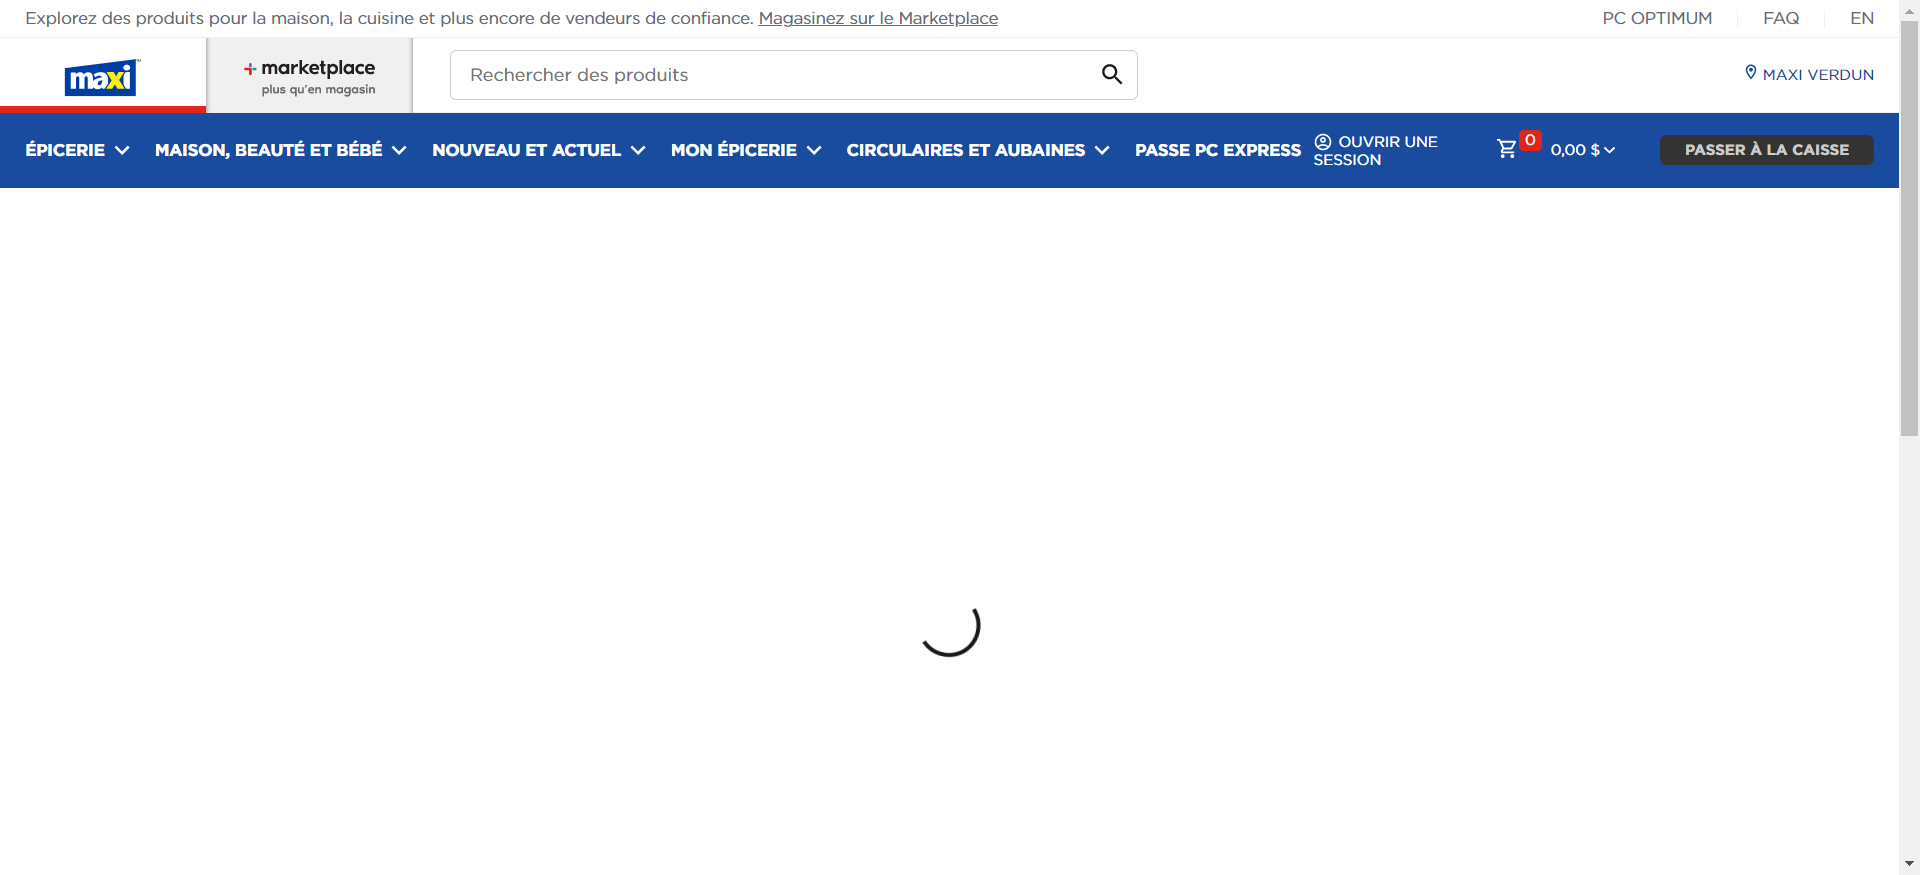 Explorez des produits pour la maison, la cuisine et plus encore de vendeurs de confiance. Magasinez sur le Marketplace
PC OPTIMUM
FAQ
EN
maxi
marketplace
plus qu'en magasin
Rechercher des produits
MAXI VERDUN
ÉPICERIE
MAISON, BEAUTÉ ET BÉBÉ
NOUVEAU ET ACTUEL
MON ÉPICERIE
CIRCULAIRES ET AUBAINES
PASSE PC EXPRESS
OUVRIR UNE
SESSION
0
0,00 $
PASSER À LA CAISSE